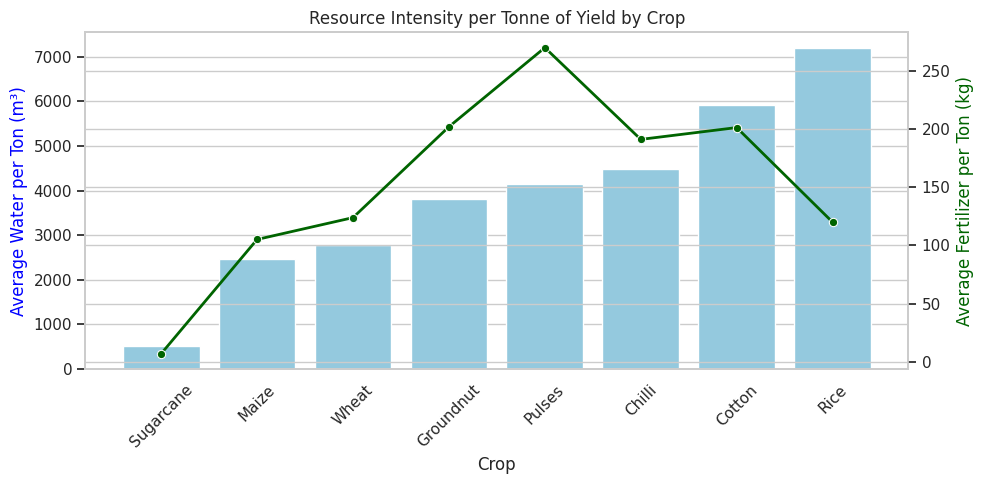 Resource Intensity per Tonne of Yield by Crop
Average Water per Ton (m³)
7000
6000
5000
4000
3000
2000
1000
0
250
200
150
100
50
0
Average Fertilizer per Ton (kg)
Sugarcane
Maize
Wheat
Groundnut
Pulses
Chilli
Cotton
Rice
Crop